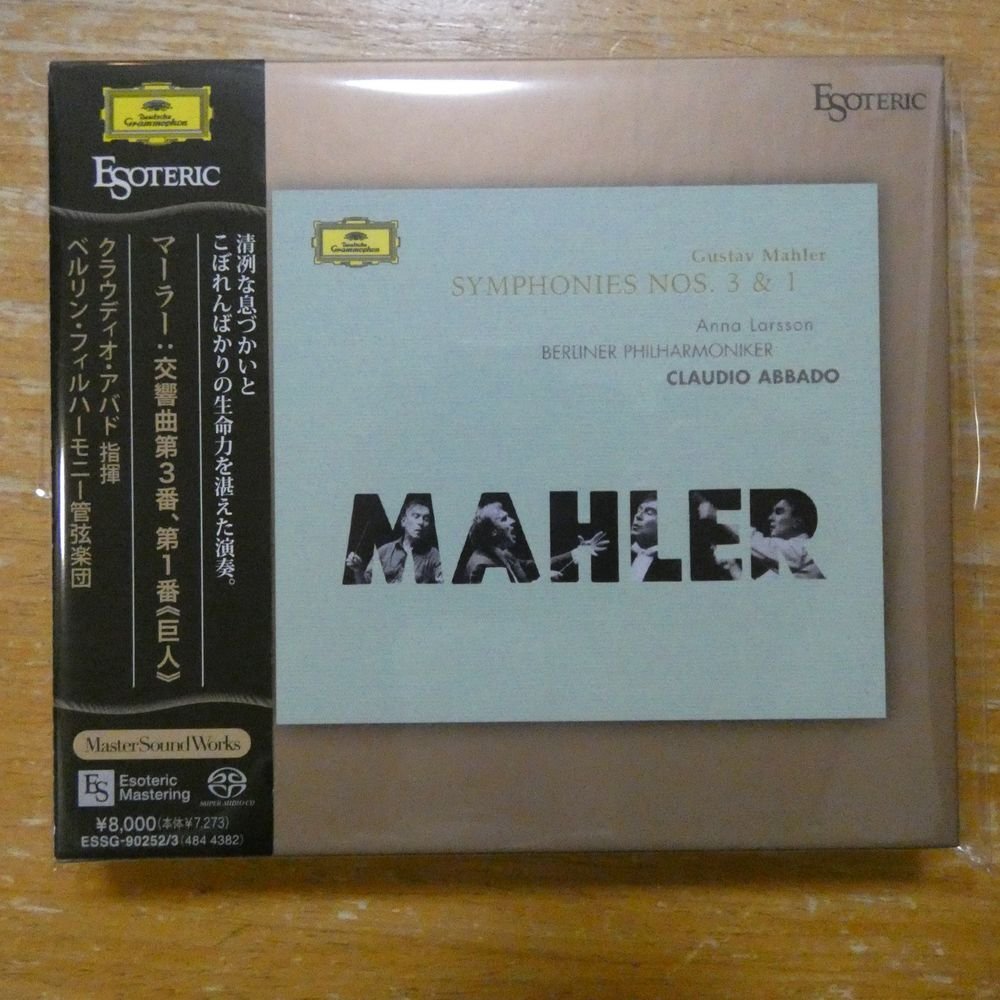 Deutsche
Grammophon
ESOTERIC
清冽な息づかいと
こぼれんばかりの生命力を湛えた演奏。
マーラー:交響曲第3番、第1番《巨人》
クラウディオ・アバド 指揮
ベルリン・フィルハーモニー管弦楽団
MasterSoundWorks
ES
Esoteric
Mastering
SUPER AUDIO CD
¥8,000(本体¥7,273)
ESSG-90252/3(484 4382)
ESOTERIC
Deutsche
Grammophon
Gustav Mahler
SYMPHONIES NOS. 3 & 1
Anna Larsson
BERLINER PHILHARMONIKER
CLAUDIO ABBADO
MAHLER